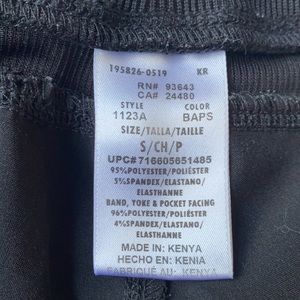 195826-0519 KR
RN# 93643
CA# 24480
STYLE COLOR
1123A BAPS
SIZE/TALLA/TAILLE
S/CH/P
UPC# 716605651485
95%POLYESTER/POLIÉSTER
5%SPANDEX/ELASTANO/
ELASTHANNE
BAND, YOKE & POCKET FACING
96%POLYESTER/POLIÉSTER
4%SPANDEX/ELASTANO/
ELASTHANNE
MADE IN: KENYA
HECHO EN: KENIA
FABRIQUÉ AU: KENYA